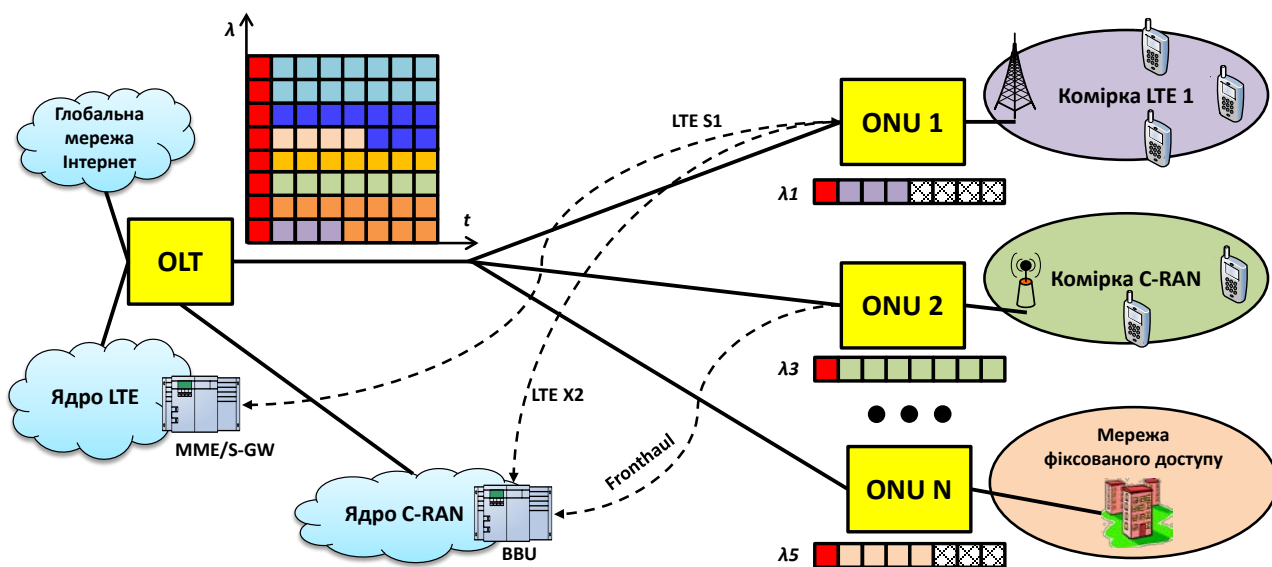 λ
Глобальна
мережа
Інтернет
t
OLT
LTE S1
ONU 1
Комірка LTE 1
λ1
ONU 2
Комірка C-RAN
λ3
Ядро LTE
MME/S-GW
LTE X2
Fronthaul
Ядро C-RAN
BBU
ONU N
Мережа
фіксованого доступу
λ5